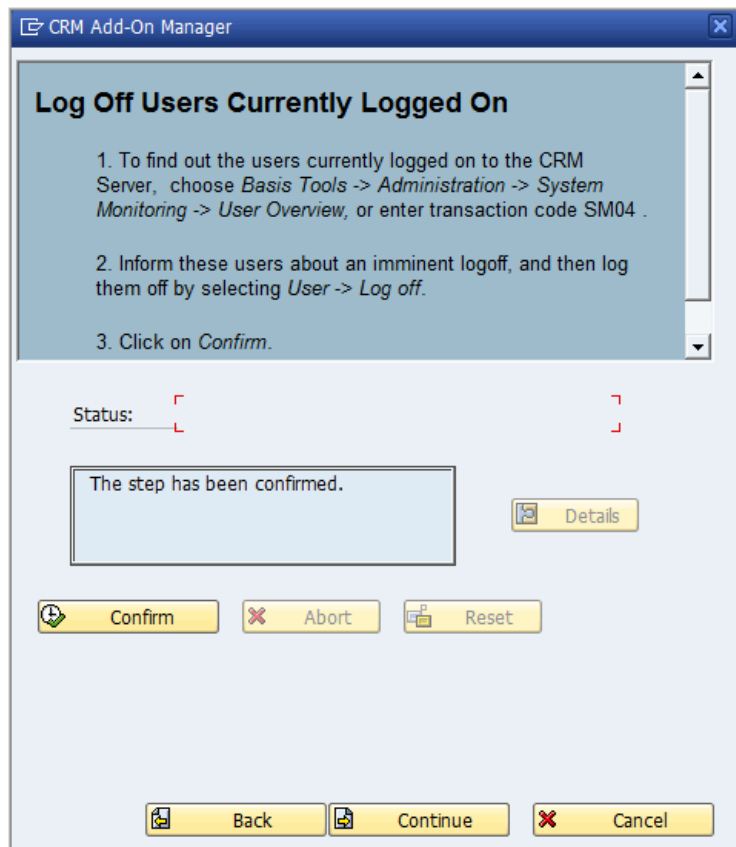 CRM Add-On Manager
Log Off Users Currently Logged On
1. To find out the users currently logged on to the CRM
Server, choose Basis Tools -> Administration -> System
Monitoring -> User Overview, or enter transaction code SM04 .
2. Inform these users about an imminent logoff, and then log
them off by selecting User -> Log off.
3. Click on Confirm.
Status:
The step has been confirmed.
Details
Confirm Abort Reset
Back Continue Cancel